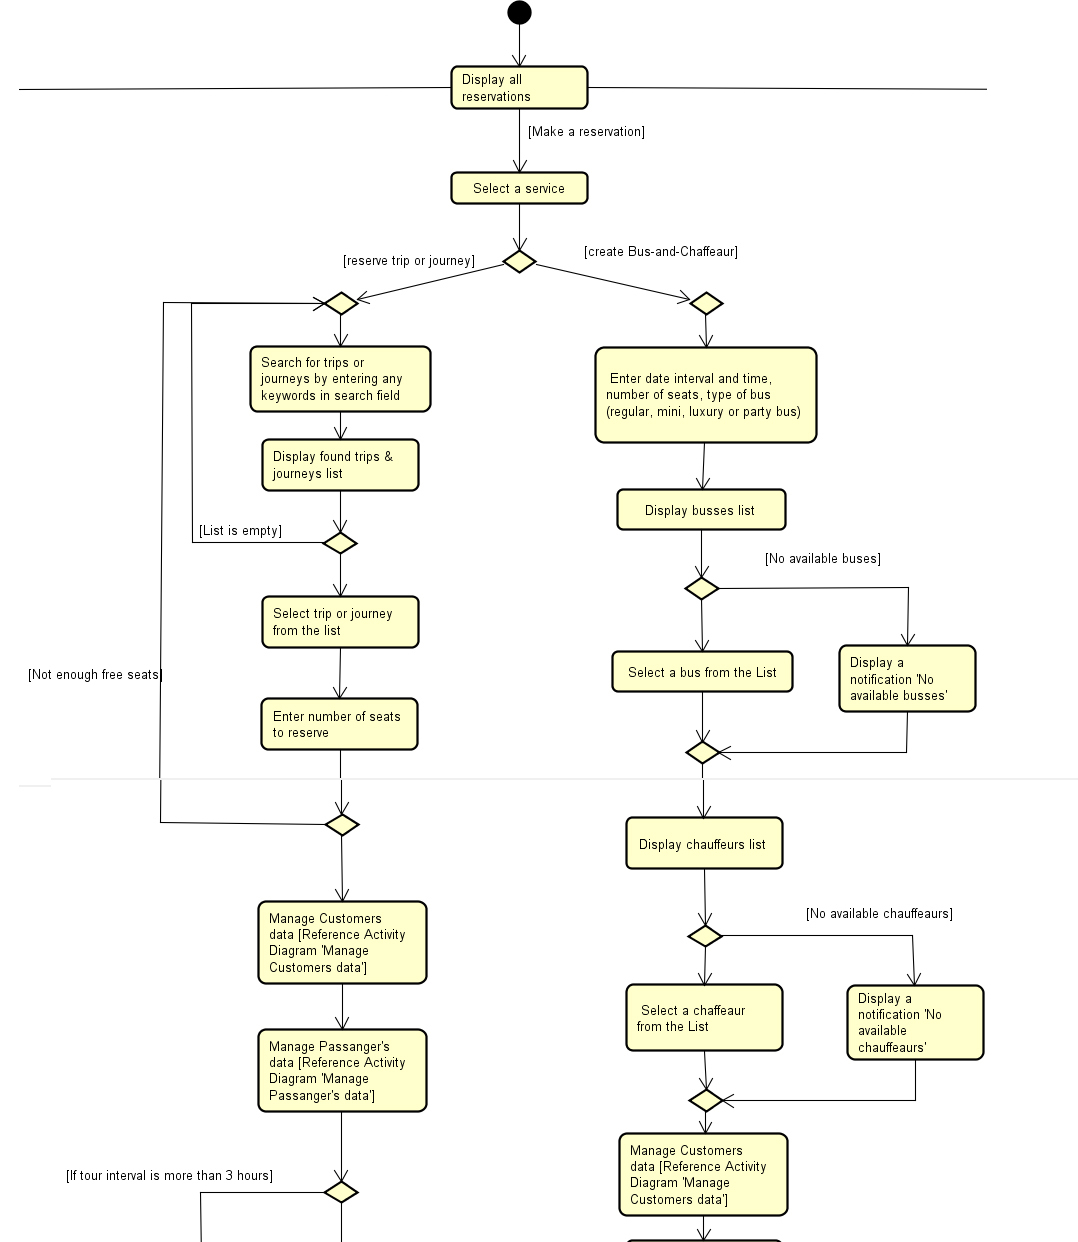 Display all
reservations
[Make a reservation]
Select a service
[reserve trip or journey]
[create Bus-and-Chaffeaur]
Search for trips or
journeys by entering any
keywords in search field
Enter date interval and time,
number of seats, type of bus
(regular, mini, luxury or party bus)
Display found trips &
journeys list
Display busses list
[List is empty]
[No available buses]
Select trip or journey
from the list
Select a bus from the List
Display a
notification 'No
available busses'
[Not enough free seats]
Enter number of seats
to reserve
Display chauffeurs list
Manage Customers
data [Reference Activity
Diagram 'Manage
Customers data']
[No available chauffeaurs]
Select a chaffeaur
from the List
Display a
notification 'No
available
chauffeaurs'
Manage Passanger's
data [Reference Activity
Diagram 'Manage
Passanger's data']
Manage Customers
data [Reference Activity
Diagram 'Manage
Customers data']
[If tour interval is more than 3 hours]